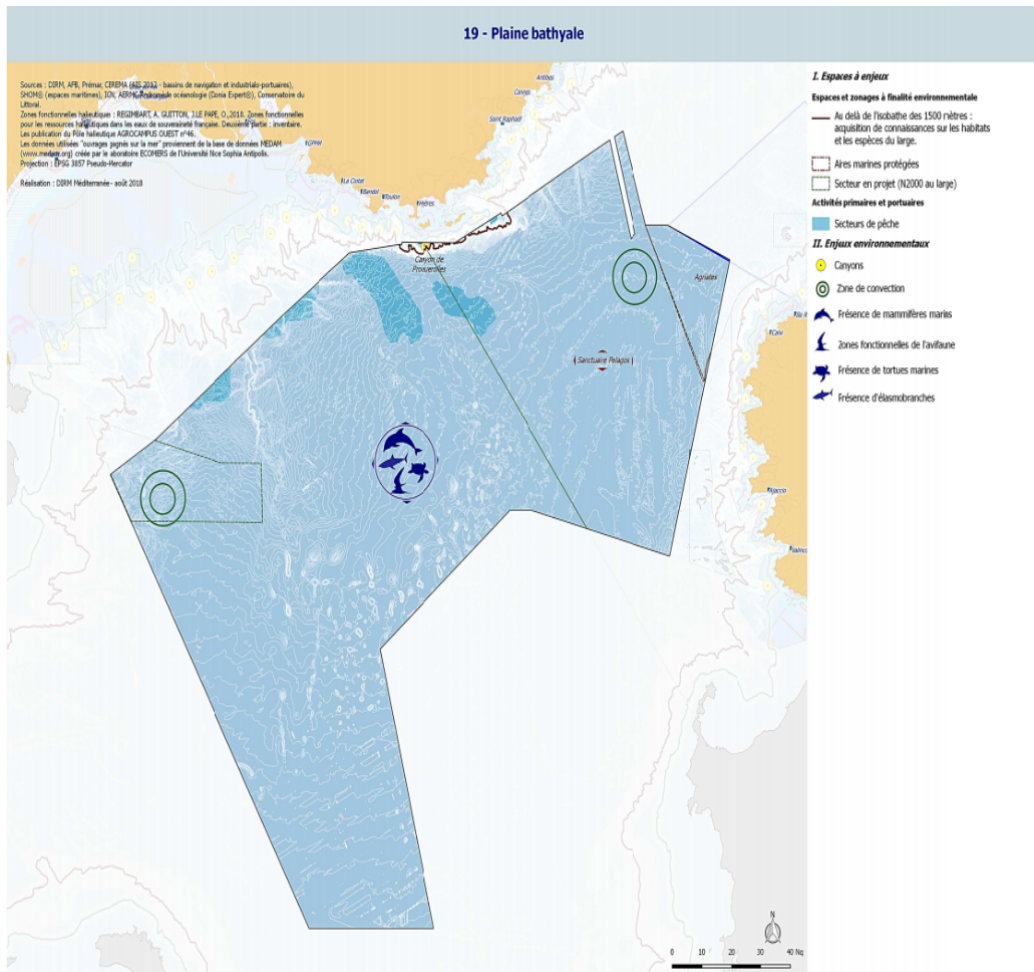 19 - Plaine bathyale
Sources : DIRM, AFB, Prémar, CEREMA (AIS 2012 - bassins de navigation et industrialo-portuaires),
SHOM® (espaces maritimes), océanologie (Donia Expert®), Conservatoire du
Littoral.
Zones fonctionnelles halieutique : REGIMBART, A. GUITTON, J.LE PAPE, O.,2018. Zones fonctionnelles
pour les ressources halieutiques dans les eaux de souveraineté française. Deuxième partie : inventaire.
Les publication du Pôle halieutique AGROCAMPUS OUEST n°46.
Les données utilisées "ouvrages gagnés sur la mer" proviennent de la base de données MEDAM
(www.medam.org) créée par le laboratoire ECOMERS de l'Université Nice Sophia Antipolis.
Projection : EPSG 3857 Pseudo-Mercator
Réalisation : DIRM Méditerranée - août 2018
Antibes
Cannes
Saint Raphaël
La Ciotat
Bandol
Toulon
Hyères
Canyon de
Agriates
Sanctuaire Pelagos
Calvi
Ajaccio
I. Espaces à enjeux
Espaces et zonages à finalité environnementale
Au delà de l'isobathe des 1500 mètres :
acquisition de connaissances sur les habitats
et les espèces du large.
Aires marines protégées
Secteur en projet (N2000 au large)
Activités primaires et portuaires
Secteurs de pêche
II. Enjeux environnementaux
Canyons
Zone de convection
Présence de mammifères marins
Zones fonctionnelles de l'avifaune
Présence de tortues marines
Présence d'élasmobranches
N
0 10 20 30 40 Nq